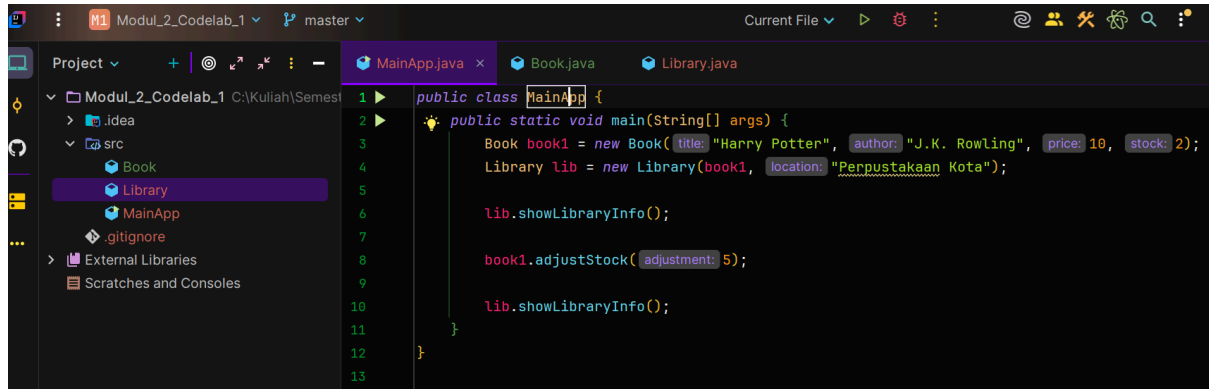 M1 Modul_2_Codelab_1 master Current File
Project
MainApp.java Book.java Library.java
Modul_2_Codelab_1 C:\Kuliah\Semest
.idea
src
Book
Library
MainApp
.gitignore
External Libraries
Scratches and Consoles
1 public class MainApp {
2 public static void main(String[] args) {
3 Book book1 = new Book( title: "Harry Potter", author: "J.K. Rowling", price: 10, stock: 2);
4 Library lib = new Library(book1, location: "Perpustakaan Kota");
5
6 lib.showLibraryInfo();
7
8 book1.adjustStock( adjustment: 5);
9
10 lib.showLibraryInfo();
11 }
12 }
13